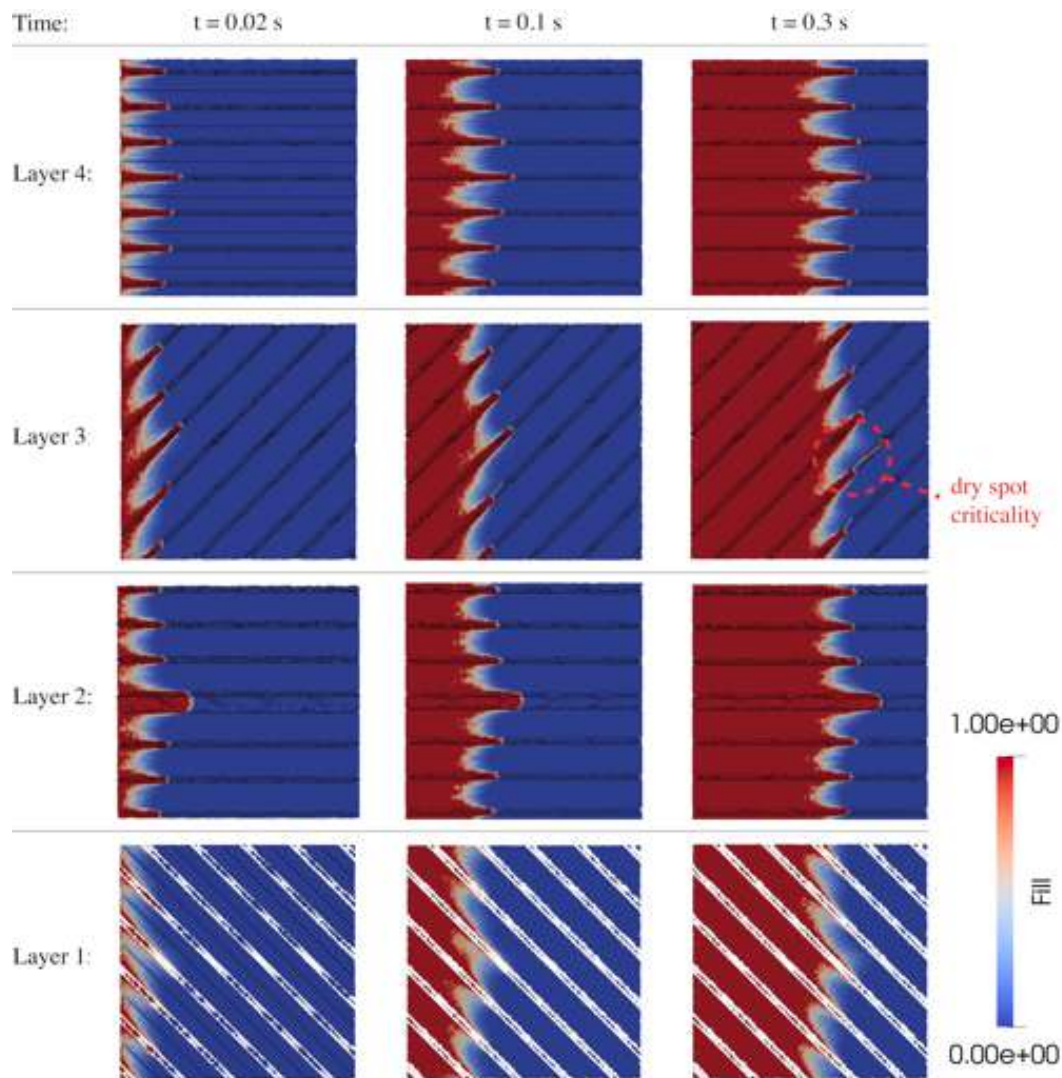 Time: t = 0.02 s t = 0.1 s t = 0.3 s
Layer 4:
Layer 3:
dry spot
criticality
Layer 2:
1.00e+00
Fill
Layer 1:
0.00e+00